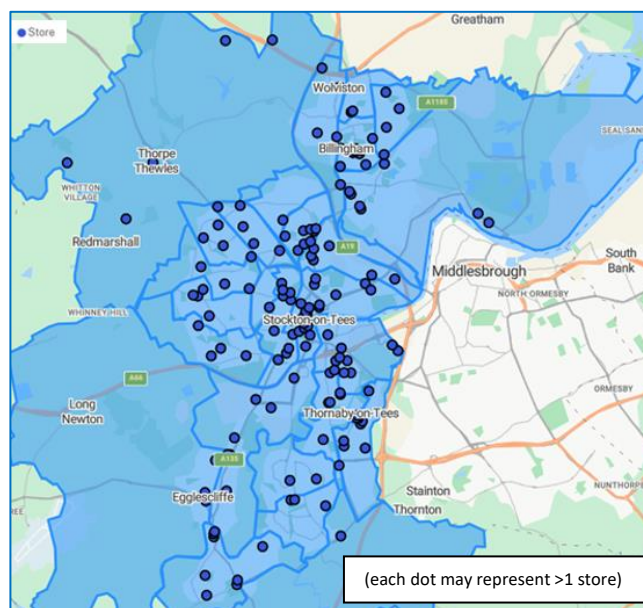 Greatham
Store
Wolviston
A1185
SEAL SAND
Billingham
Thorpe
Thewles
WHITTON
VILLAGE
Redmarshall
A19
South
Bank
Middlesbrough
NORTH ORMESBY
WHINNEY HILL
Stockton-on-Tees
A66
ORMESBY
Long
Newton
Thornaby-on-Tees
A135
Egglescliffe
Stainton
Thornton
NUNTHORPE
(each dot may represent >1 store)